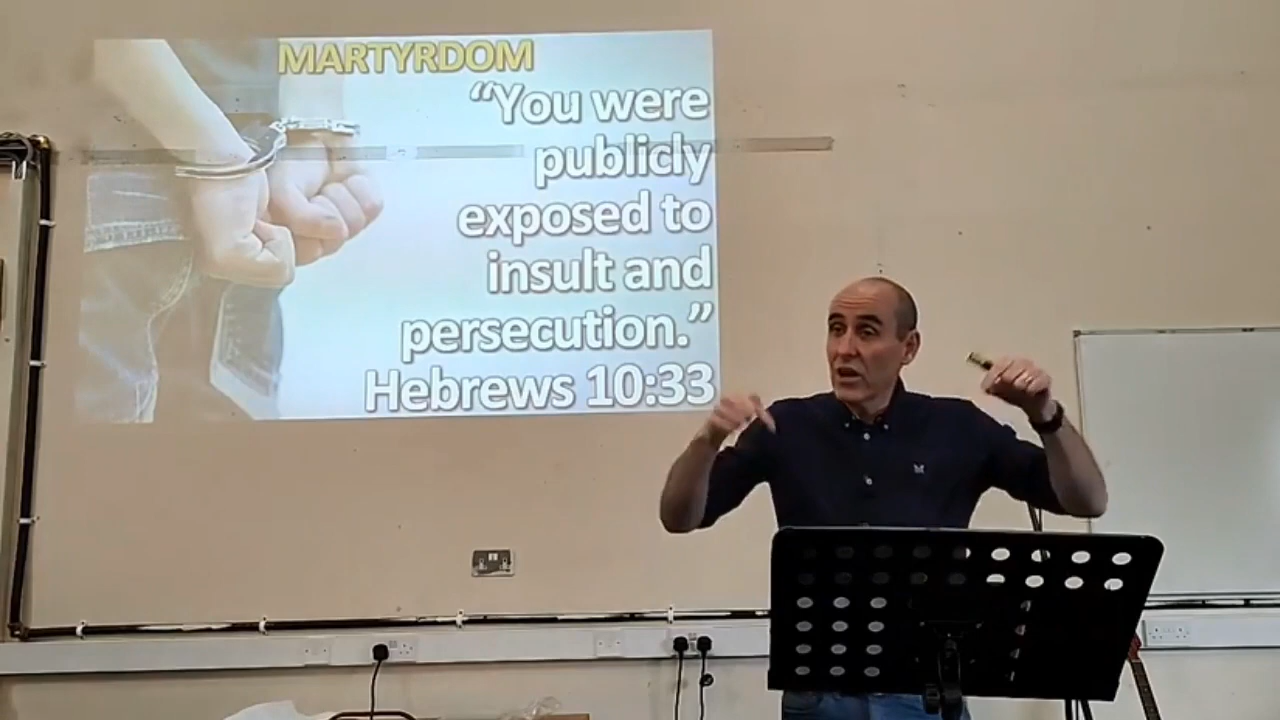 MARTYRDOM
“You were
publicly
exposed to
insult and
persecution.”
Hebrews 10:33